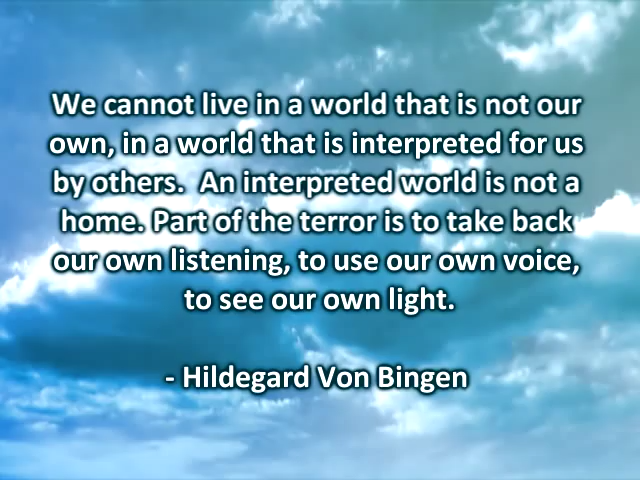 We cannot live in a world that is not our
own, in a world that is interpreted for us
by others.  An interpreted world is not a
home. Part of the terror is to take back
our own listening, to use our own voice,
to see our own light.
- Hildegard Von Bingen